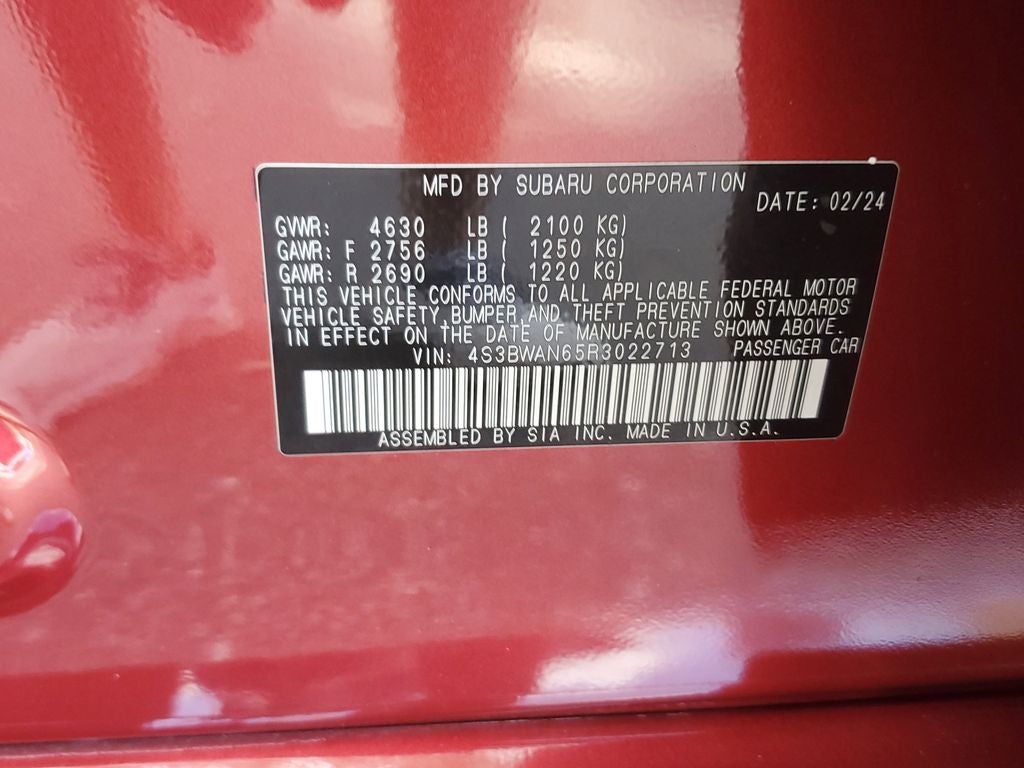 MFD BY SUBARU CORPORATION
DATE: 02/24
GVWR: 4630 LB ( 2100 KG)
GAWR: F 2756 LB ( 1250 KG)
GAWR: R 2690 LB ( 1220 KG)
THIS VEHICLE CONFORMS TO ALL APPLICABLE FEDERAL MOTOR
VEHICLE SAFETY,BUMPER,AND THEFT PREVENTION STANDARDS
IN EFFECT ON THE DATE OF MANUFACTURE SHOWN ABOVE.
VIN: 4S3BWAN65R3022713 PASSENGER CAR
ASSEMBLED BY SIA INC. MADE IN U.S.A.